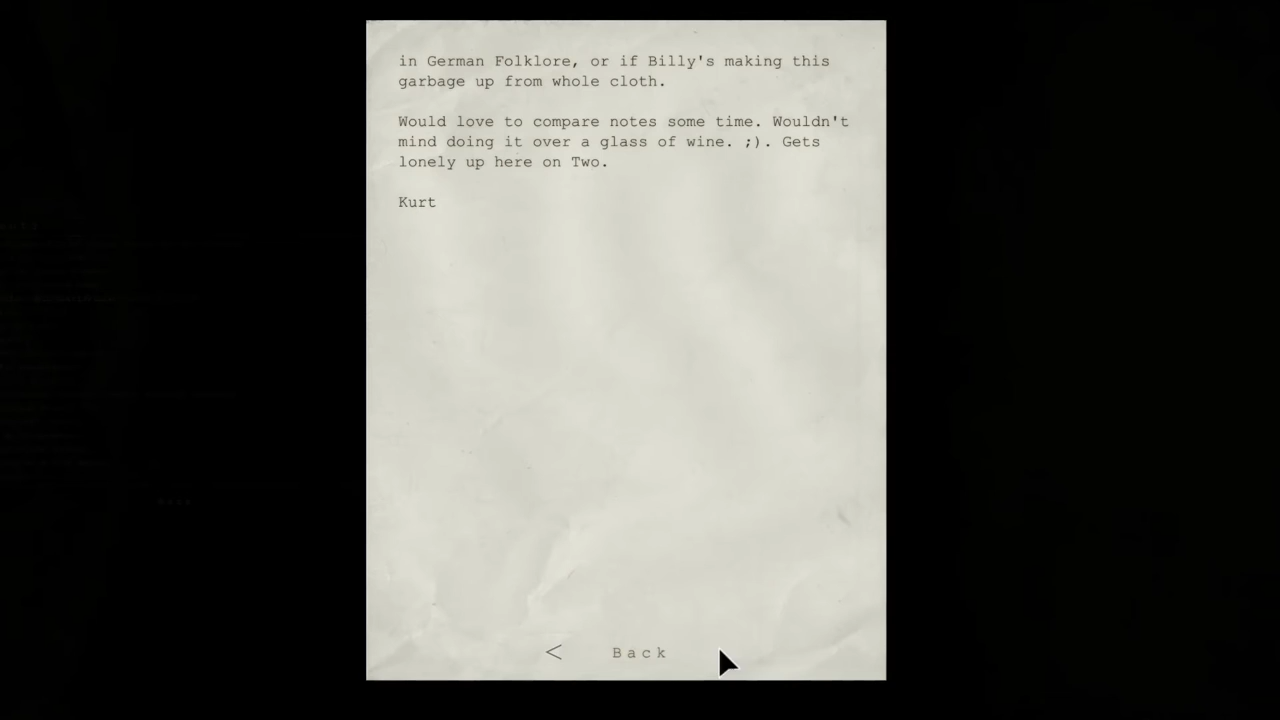 in German Folklore, or if Billy's making this
garbage up from whole cloth.
Would love to compare notes some time. Wouldn't
mind doing it over a glass of wine. ;). Gets
lonely up here on Two.
Kurt
< Back